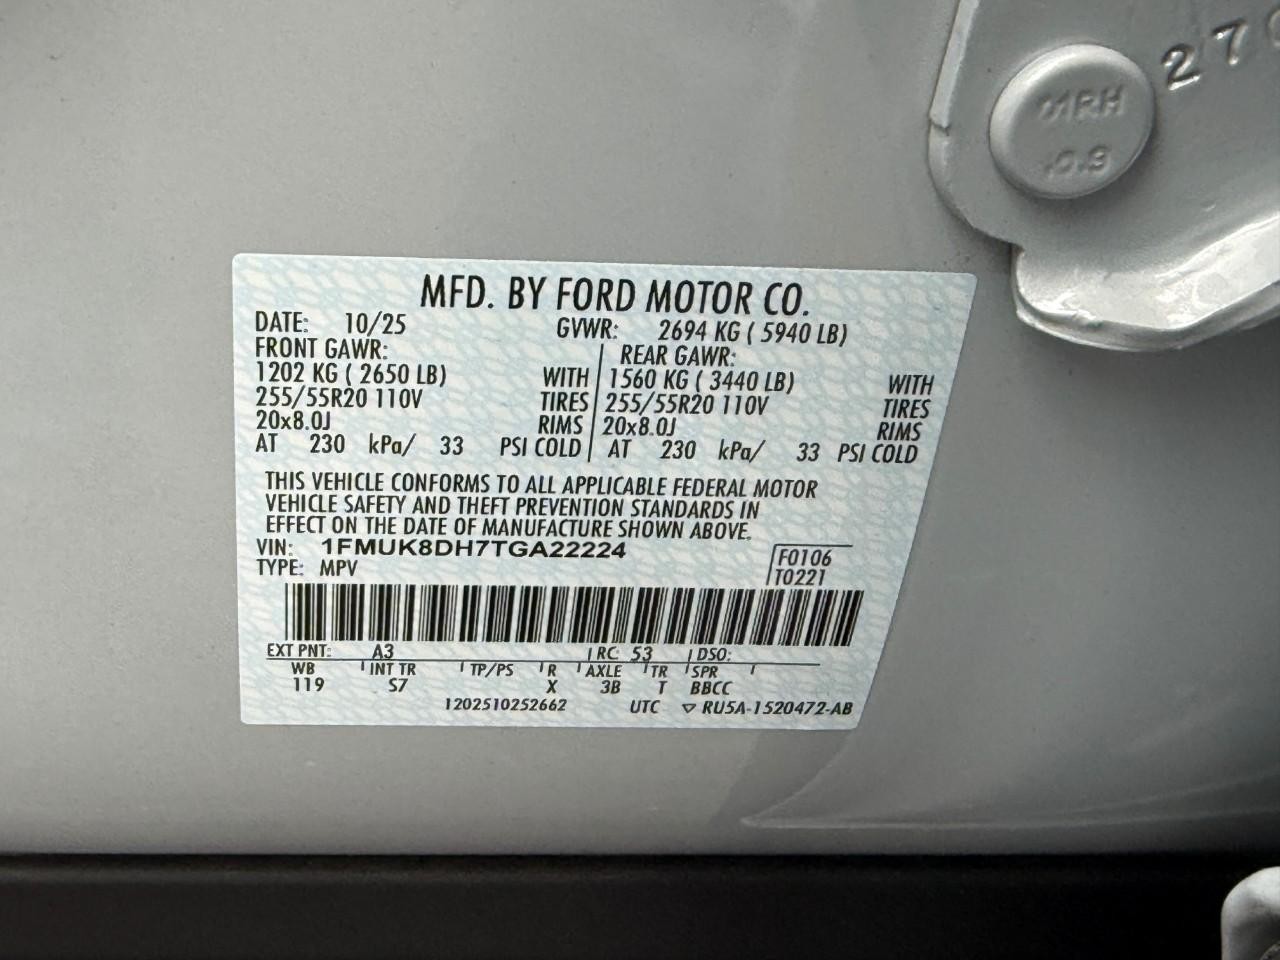 270
MRH
.0.9
MFD. BY FORD MOTOR CO.
DATE: 10/25 GVWR: 2694 KG ( 5940 LB)
FRONT GAWR: REAR GAWR:
1202 KG ( 2650 LB) WITH 1560 KG ( 3440 LB) WITH
255/55R20 110V TIRES 255/55R20 110V TIRES
20x8.0J RIMS 20x8.0J RIMS
AT 230 kPa/ 33 PSI COLD AT 230 kPa/ 33 PSI COLD
THIS VEHICLE CONFORMS TO ALL APPLICABLE FEDERAL MOTOR
VEHICLE SAFETY AND THEFT PREVENTION STANDARDS IN
EFFECT ON THE DATE OF MANUFACTURE SHOWN ABOVE.
VIN: 1FMUK8DH7TGA22224 F0106
TYPE: MPV T0221
EXT PNT: A3 RC: 53 DSO:
WB INT TR TP/PS R AXLE TR SPR
119 S7 X 3B T BBCC
1202510252662 UTC ▽ RU5A-1520472-AB